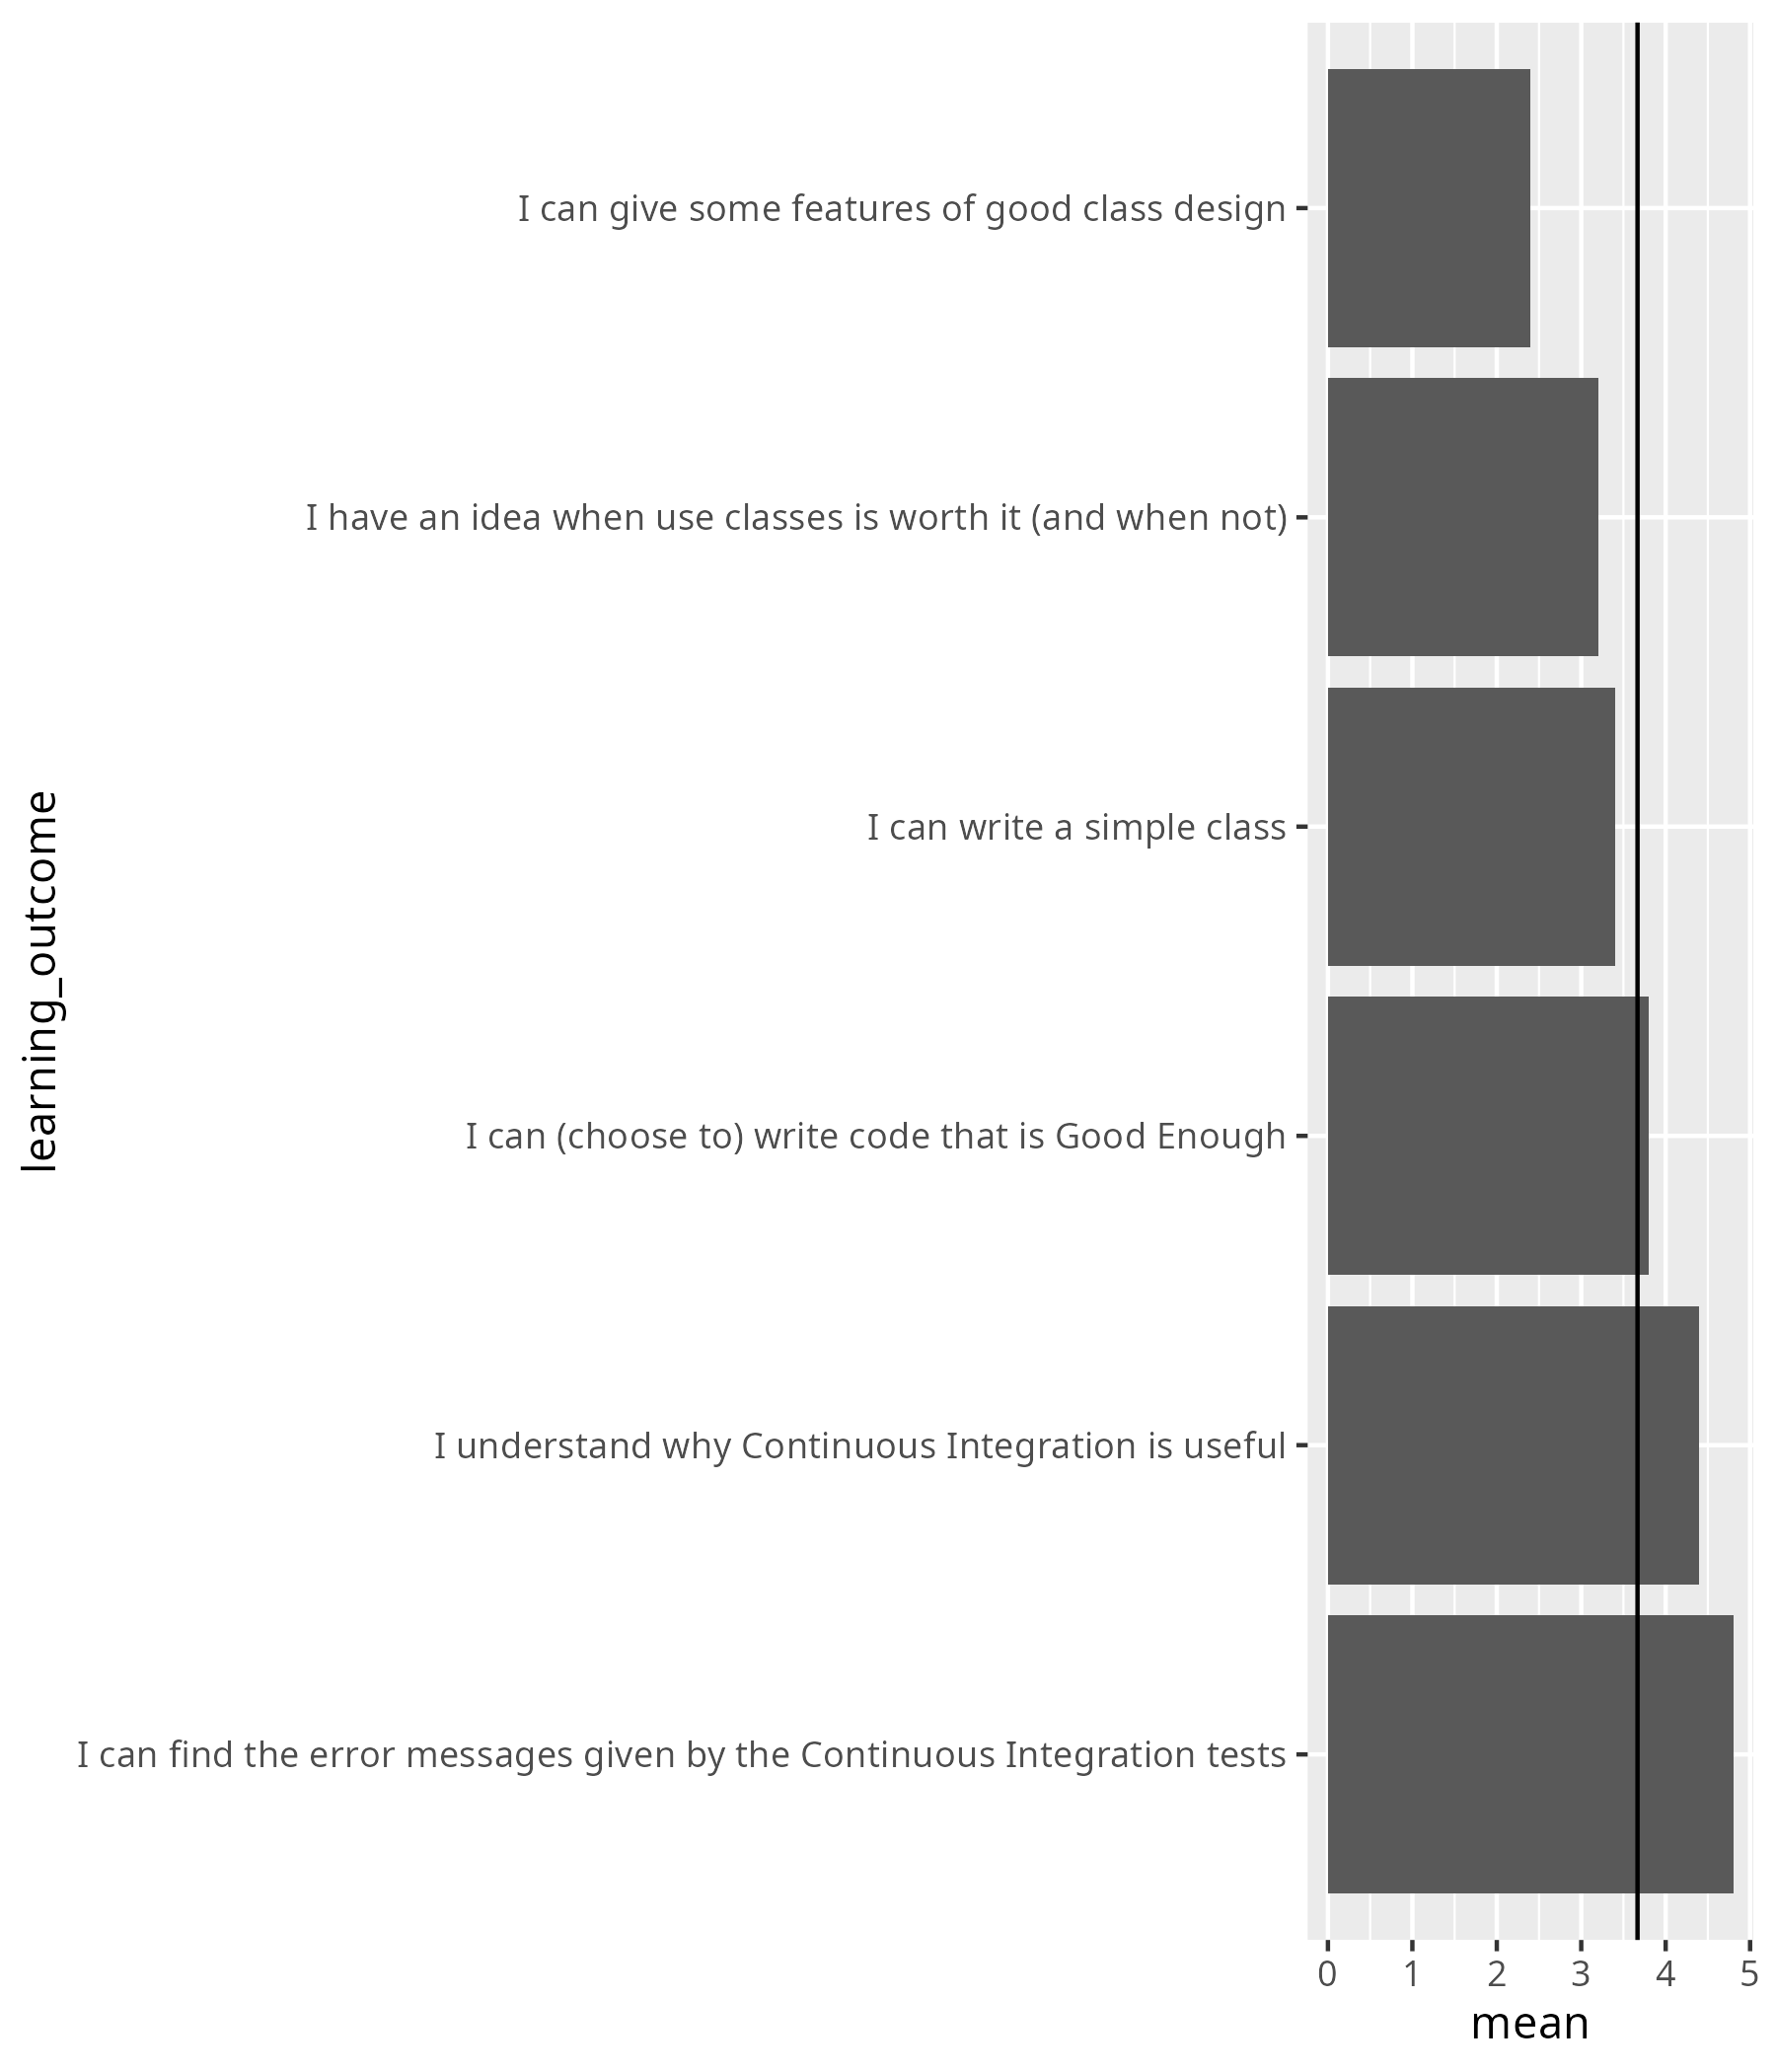 I can give some features of good class design
I have an idea when use classes is worth it (and when not)
I can write a simple class
learning_outcome
I can (choose to) write code that is Good Enough
I understand why Continuous Integration is useful
I can find the error messages given by the Continuous Integration tests
0 1 2 3 4 5
mean